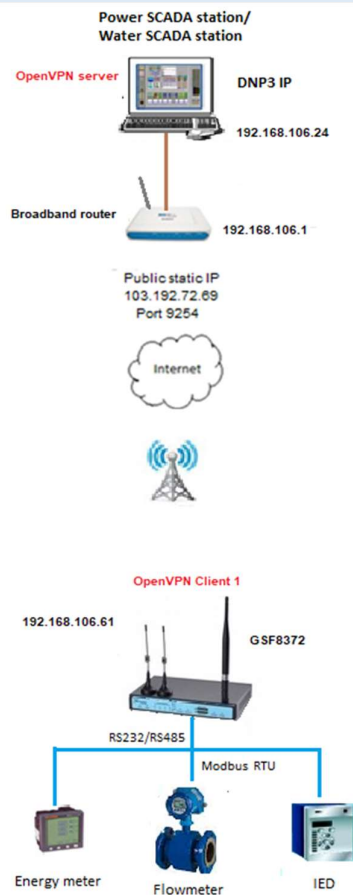 Power SCADA station/
Water SCADA station
OpenVPN server
DNP3 IP
192.168.106.24
Broadband router
192.168.106.1
Public static IP
103.192.72.69
Port 9254
Internet
OpenVPN Client 1
192.168.106.61
GSF8372
RS232/RS485
Modbus RTU
Energy meter
Flowmeter
IED